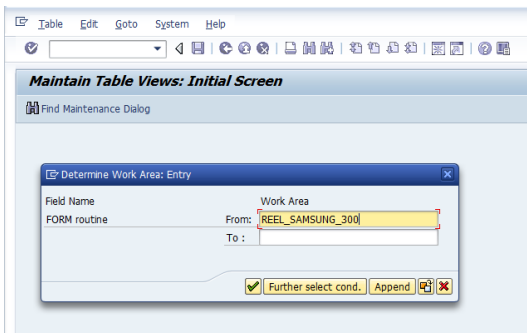 Table Edit Goto System Help
Maintain Table Views: Initial Screen
Find Maintenance Dialog
Determine Work Area: Entry
Field Name Work Area
FORM routine From: REEL_SAMSUNG_300
To :
Further select cond. Append